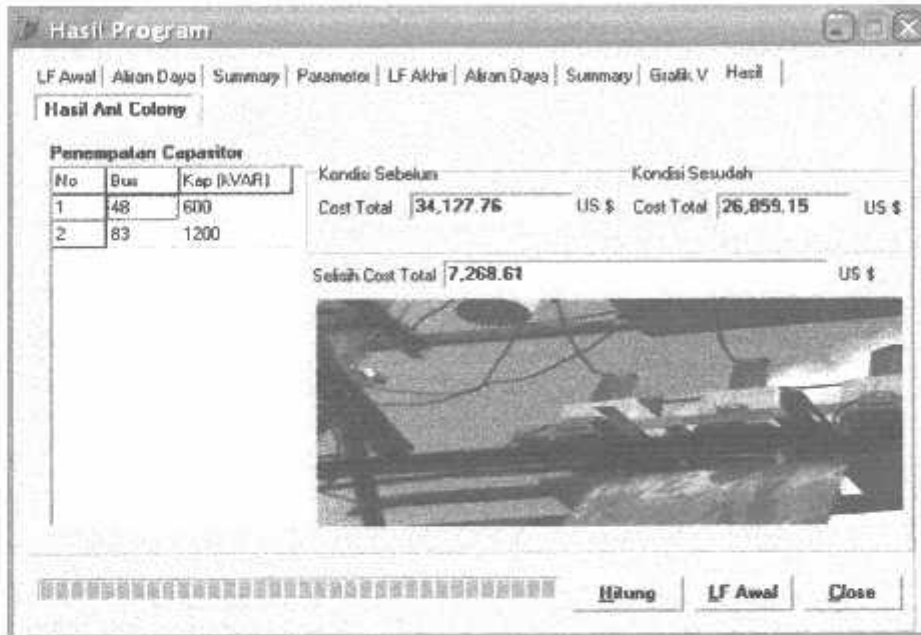 Hasil Program
LF Awal Aliran Daya Summary Parameter LF Akhir Aliran Daya Summary Grafik V Hasil
Hasil Ant Colony
Penempatan Capasitor
No Bus Kap (kVAR)
1 48 600
2 83 1200
Kondisi Sebelum
Cost Total 34,127.76 US $
Kondisi Sesudah
Cost Total 26,859.15 US $
Selisih Cost Total 7,268.61 US $
Hitung LF Awal Close